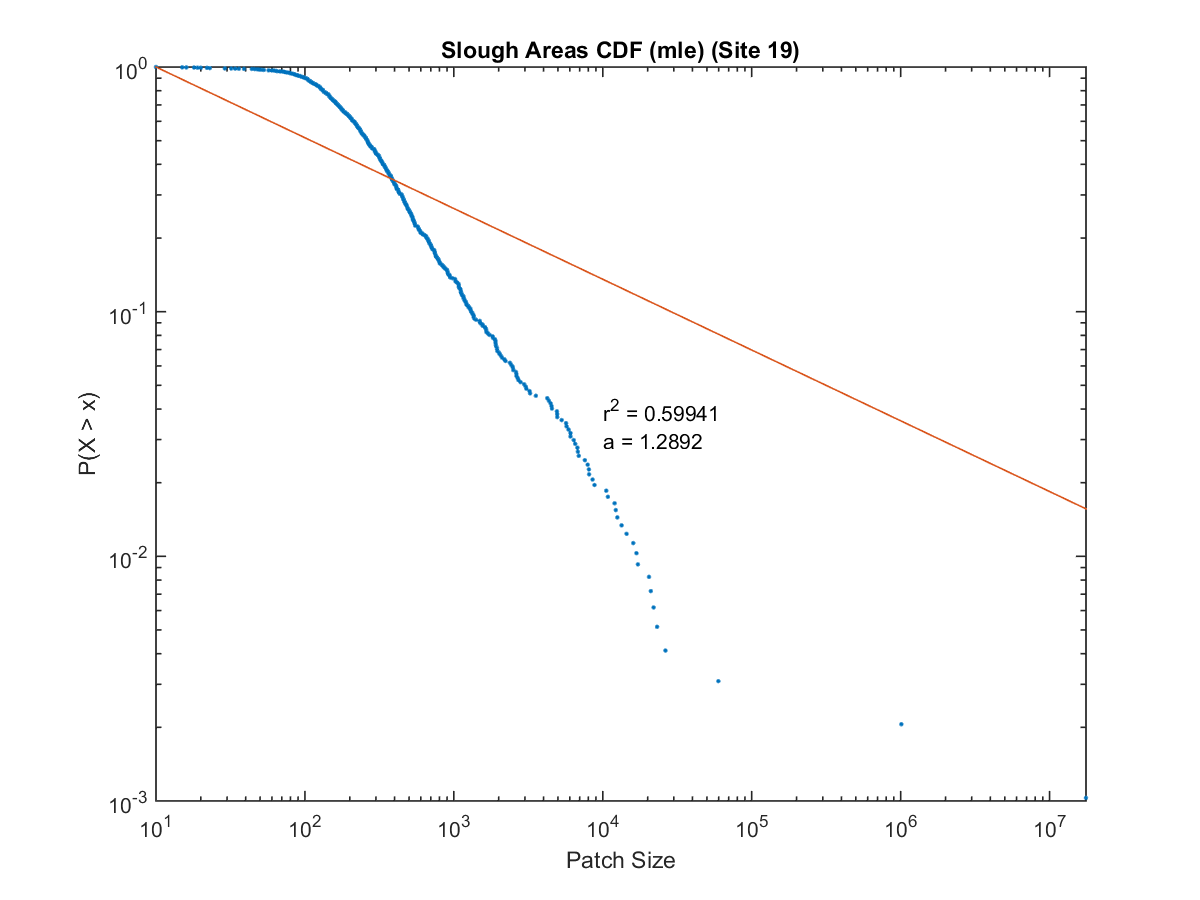 Slough Areas CDF (mle) (Site 19)
10^0
10^-1
10^-2
10^-3
P(X > x)
r^2 = 0.59941
a = 1.2892
10^1 10^2 10^3 10^4 10^5 10^6 10^7
Patch Size